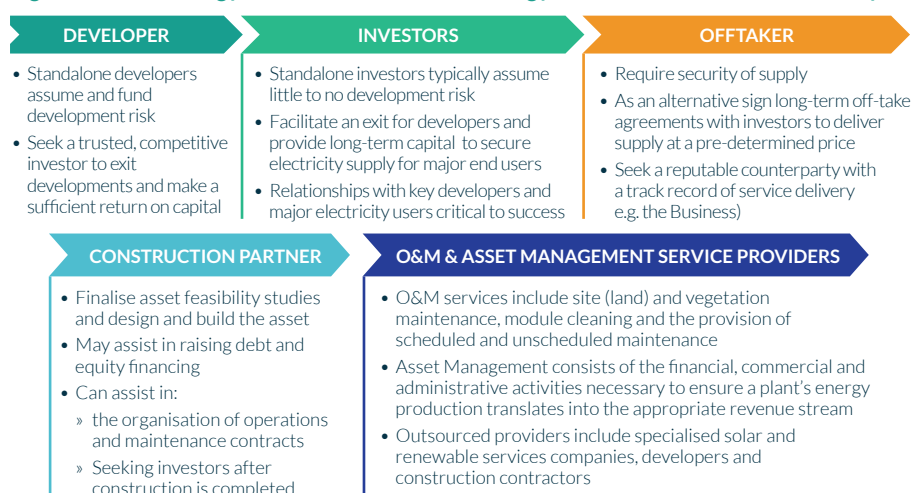 DEVELOPER
• Standalone developers
assume and fund
development risk
• Seek a trusted, competitive
investor to exit
developments and make a
sufficient return on capital
INVESTORS
• Standalone investors typically assume
little to no development risk
• Facilitate an exit for developers and
provide long-term capital to secure
electricity supply for major end users
• Relationships with key developers and
major electricity users critical to success
OFFTAKER
• Require security of supply
• As an alternative sign long-term off-take
agreements with investors to deliver
supply at a pre-determined price
• Seek a reputable counterparty with
a track record of service delivery
e.g. the Business)
CONSTRUCTION PARTNER
• Finalise asset feasibility studies
and design and build the asset
• May assist in raising debt and
equity financing
• Can assist in:
» the organisation of operations
and maintenance contracts
» Seeking investors after
construction is completed
O&M & ASSET MANAGEMENT SERVICE PROVIDERS
• O&M services include site (land) and vegetation
maintenance, module cleaning and the provision of
scheduled and unscheduled maintenance
• Asset Management consists of the financial, commercial and
administrative activities necessary to ensure a plant's energy
production translates into the appropriate revenue stream
• Outsourced providers include specialised solar and
renewable services companies, developers and
construction contractors